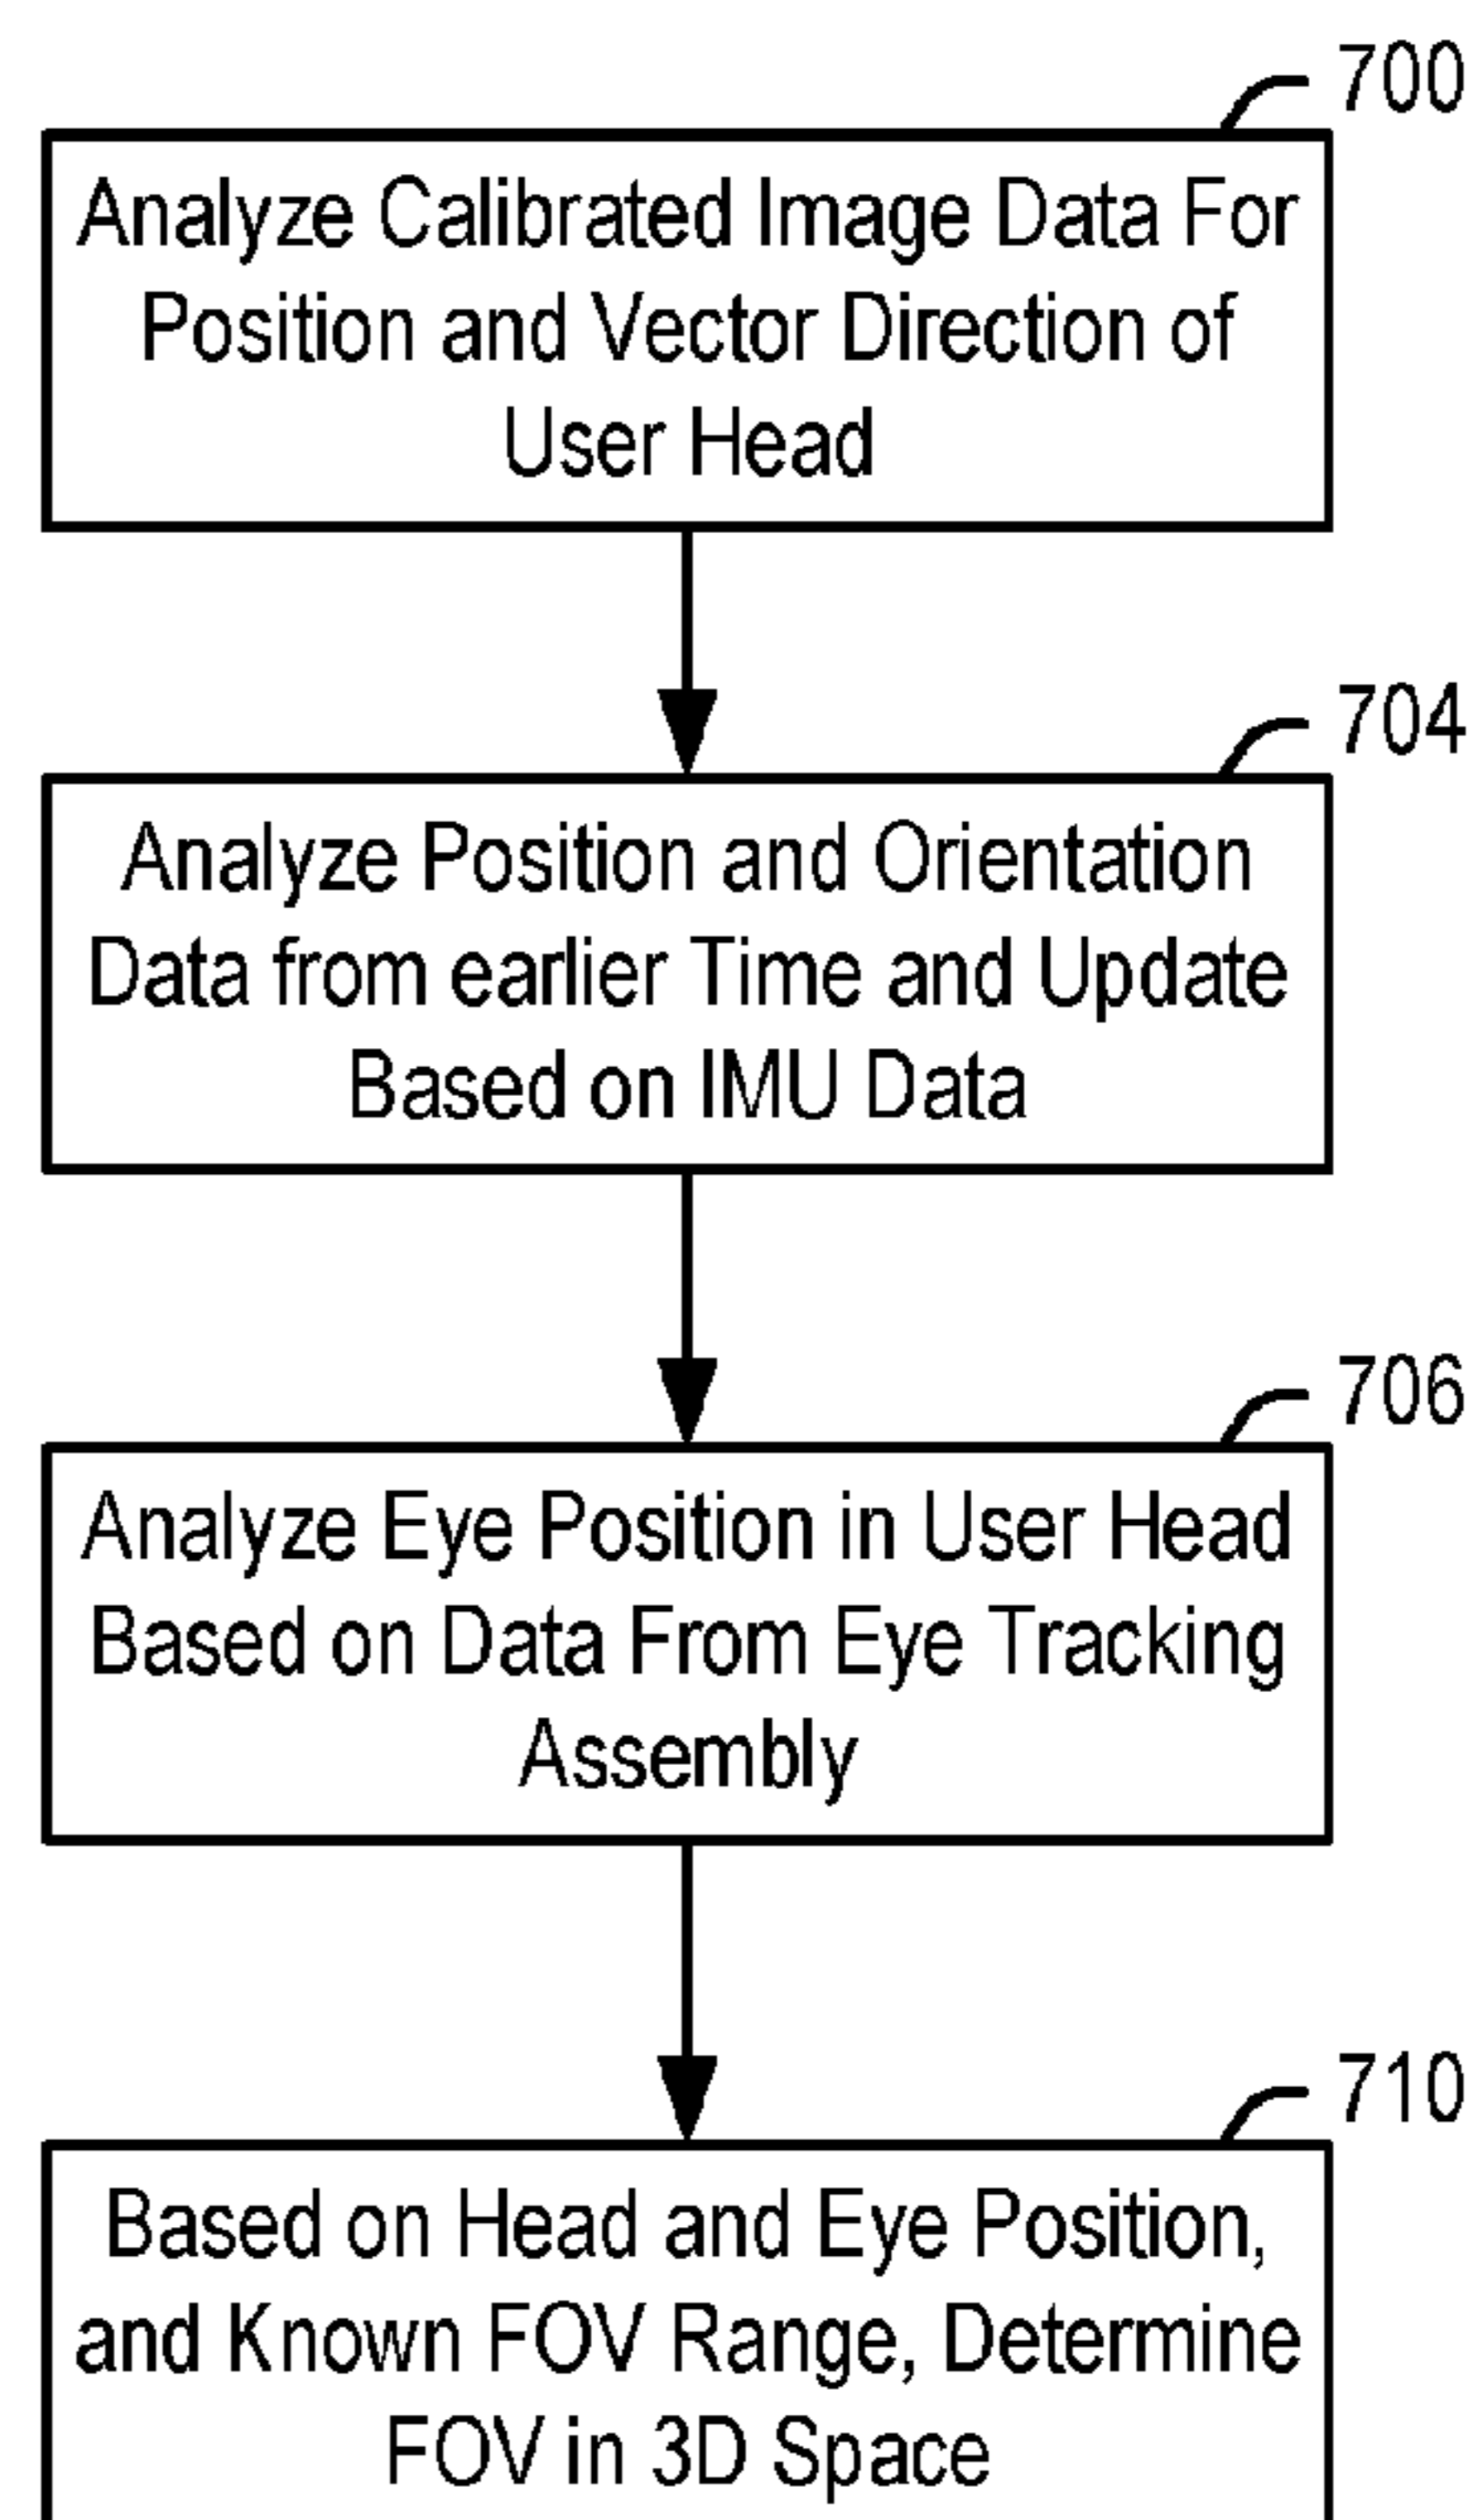 700
Analyze Calibrated Image Data For
Position and Vector Direction of
User Head
704
Analyze Position and Orientation
Data from earlier Time and Update
Based on IMU Data
706
Analyze Eye Position in User Head
Based on Data From Eye Tracking
Assembly
710
Based on Head and Eye Position,
and Known FOV Range, Determine
FOV in 3D Space